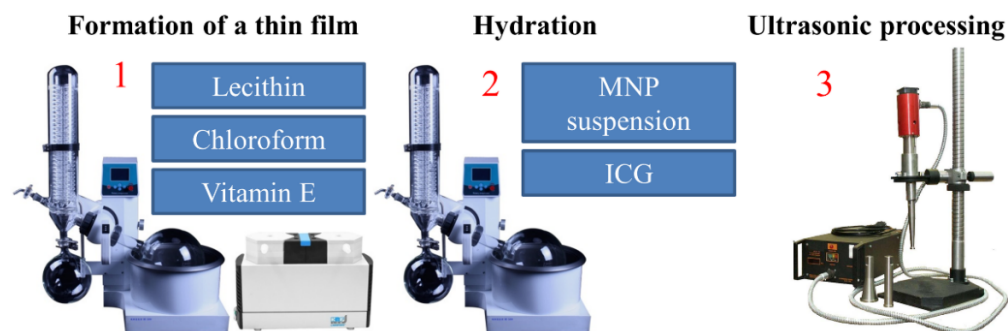 Formation of a thin film
Hydration
Ultrasonic processing
1
Lecithin
Chloroform
Vitamin E
2
MNP
suspension
ICG
3